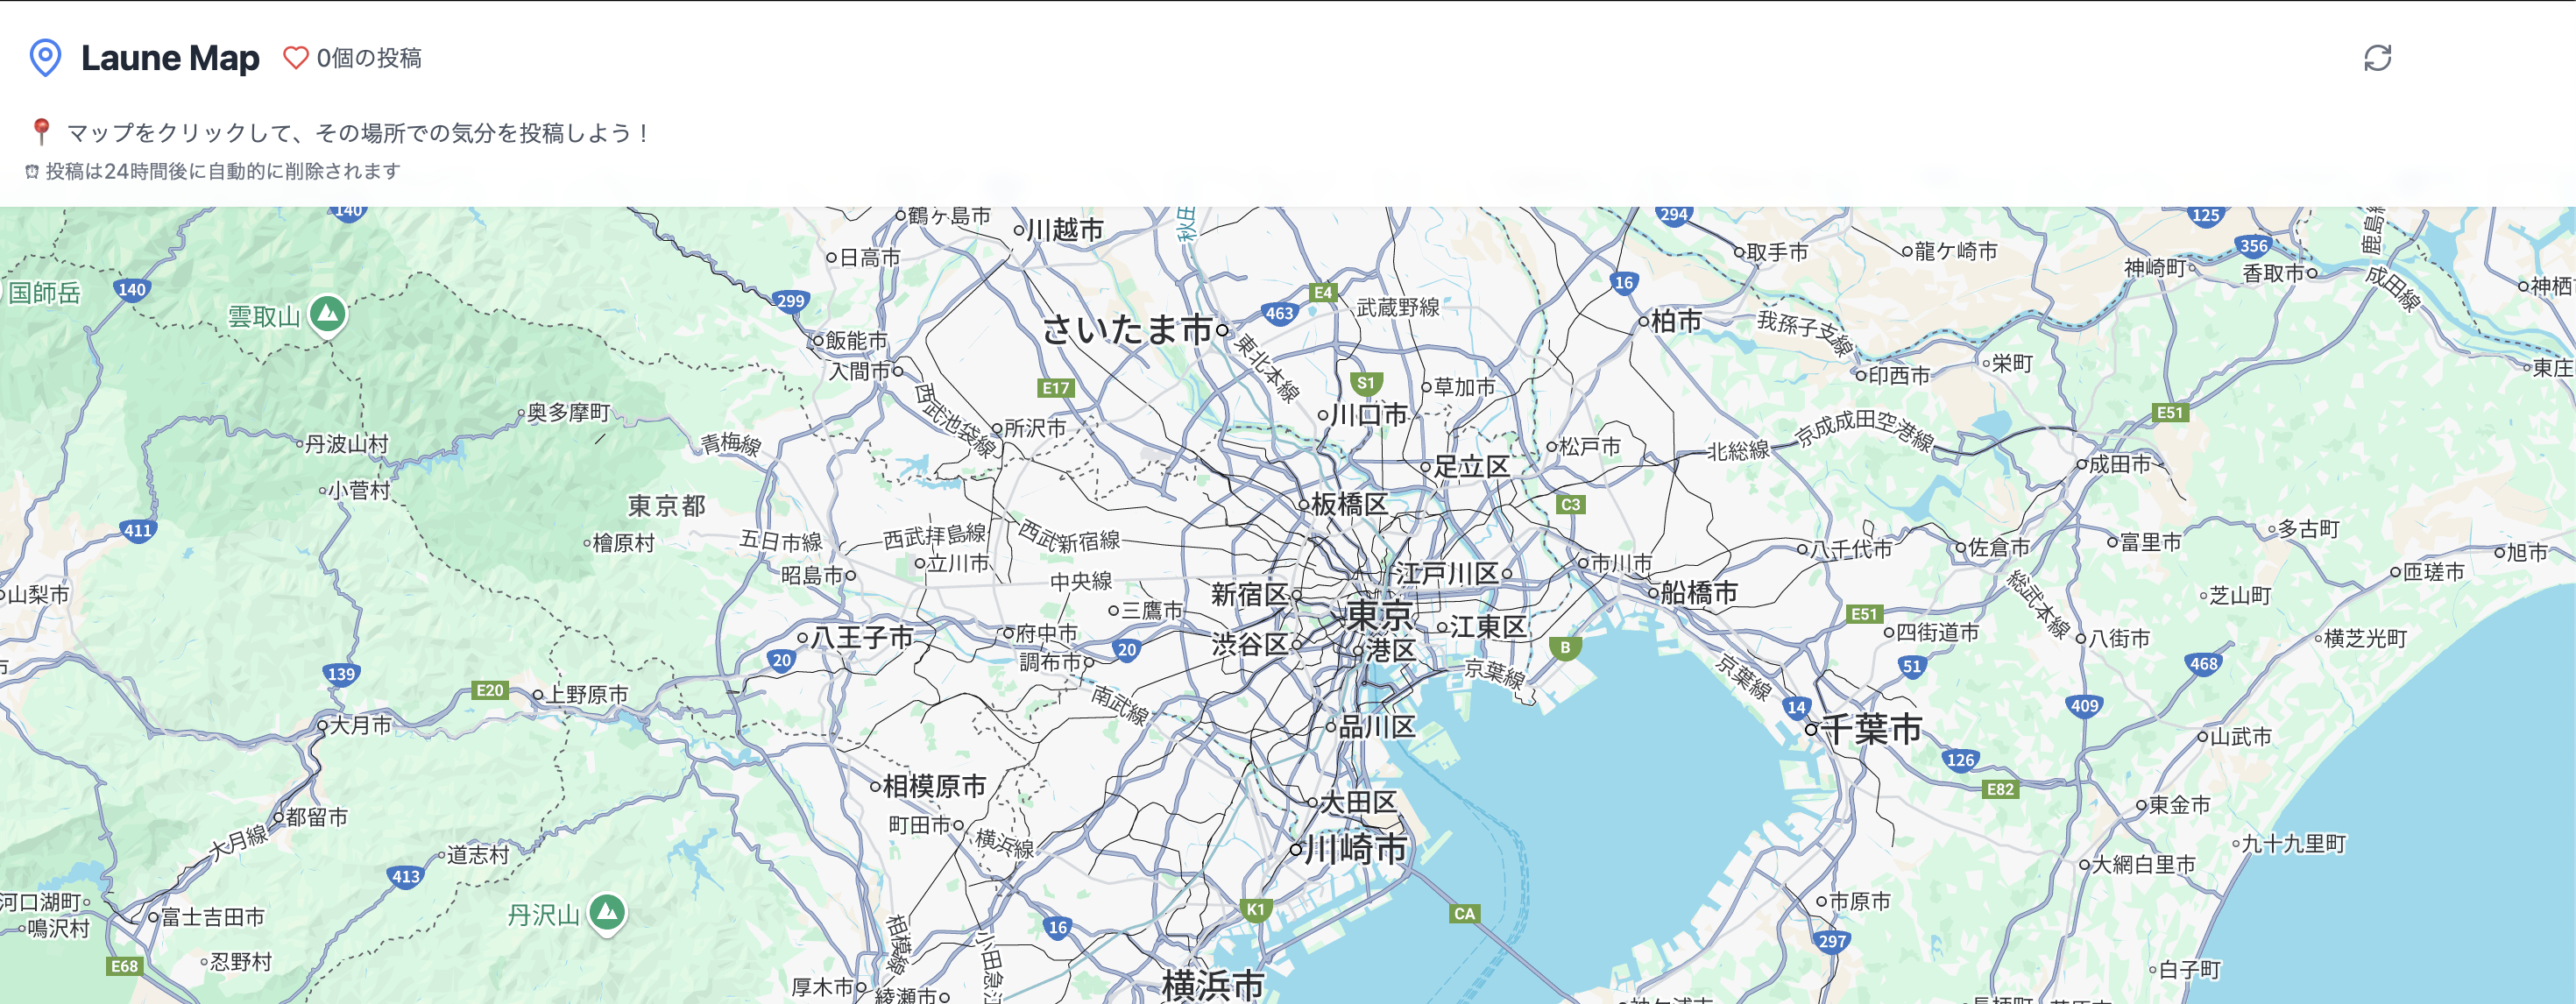 Laune Map 0個の投稿
マップをクリックして、その場所での気分を投稿しよう！
投稿は24時間後に自動的に削除されます
140
鶴ヶ島市
川越市
294
125
日高市
取手市
龍ケ崎市
356
国師岳
140
雲取山
299
E4
463
武蔵野線
16
神崎町
香取市
成田線
さいたま市
柏市
我孫子支線
飯能市
入間市
東北本線
E17
S1
草加市
印西市
栄町
奥多摩町
西武池袋線
所沢市
川口市
E51
丹波山村
青梅線
足立区
松戸市
北総線
京成成田空港線
成田市
小菅村
東京都
板橋区
C3
411
檜原村
五日市線
西武拝島線
西武新宿線
八千代市
佐倉市
富里市
多古町
旭市
昭島市
立川市
中央線
江戸川区
市川市
匝瑳市
山梨市
新宿区
東京
船橋市
総武本線
芝山町
三鷹市
E51
八王子市
府中市
渋谷区
江東区
四街道市
八街市
横芝光町
20
調布市
20
港区
B
139
京葉線
京葉線
51
468
E20
上野原市
南武線
14
409
大月市
品川区
千葉市
山武市
126
相模原市
E82
大田区
都留市
町田市
東金市
大月線
横浜線
川崎市
九十九里町
道志村
413
大網白里市
河口湖町
富士吉田市
丹沢山
K1
CA
市原市
鳴沢村
相模線
16
297
E68
忍野村
白子町
厚木市
綾瀬市
横浜市